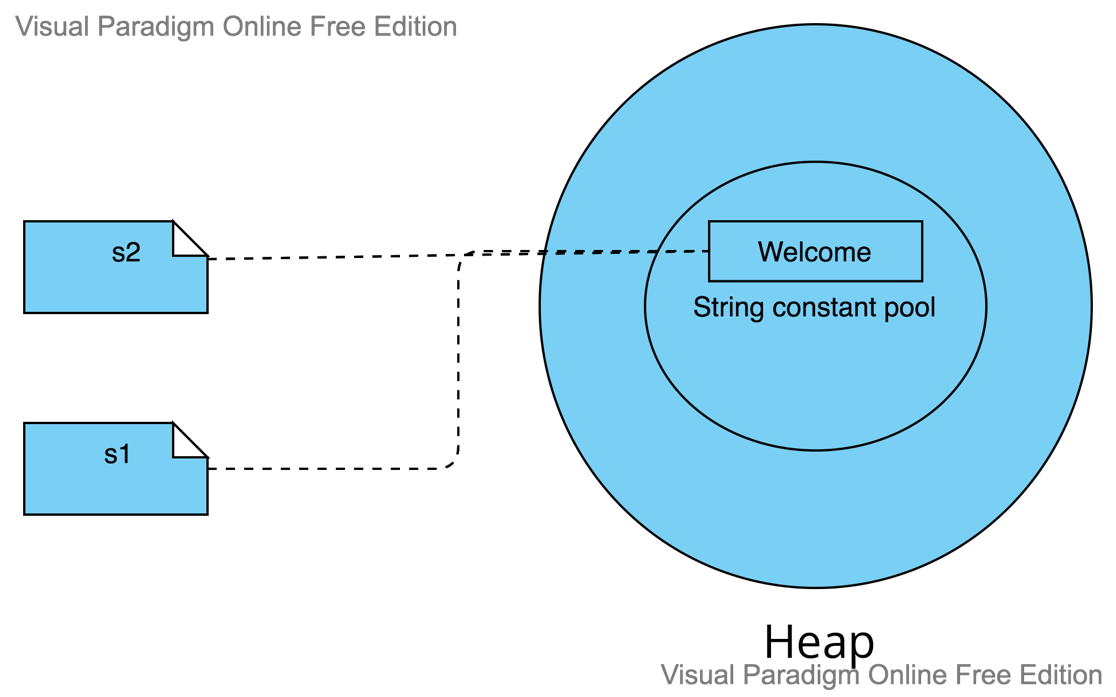 Visual Paradigm Online Free Edition
s2
Welcome
String constant pool
s1
Heap
Visual Paradigm Online Free Edition